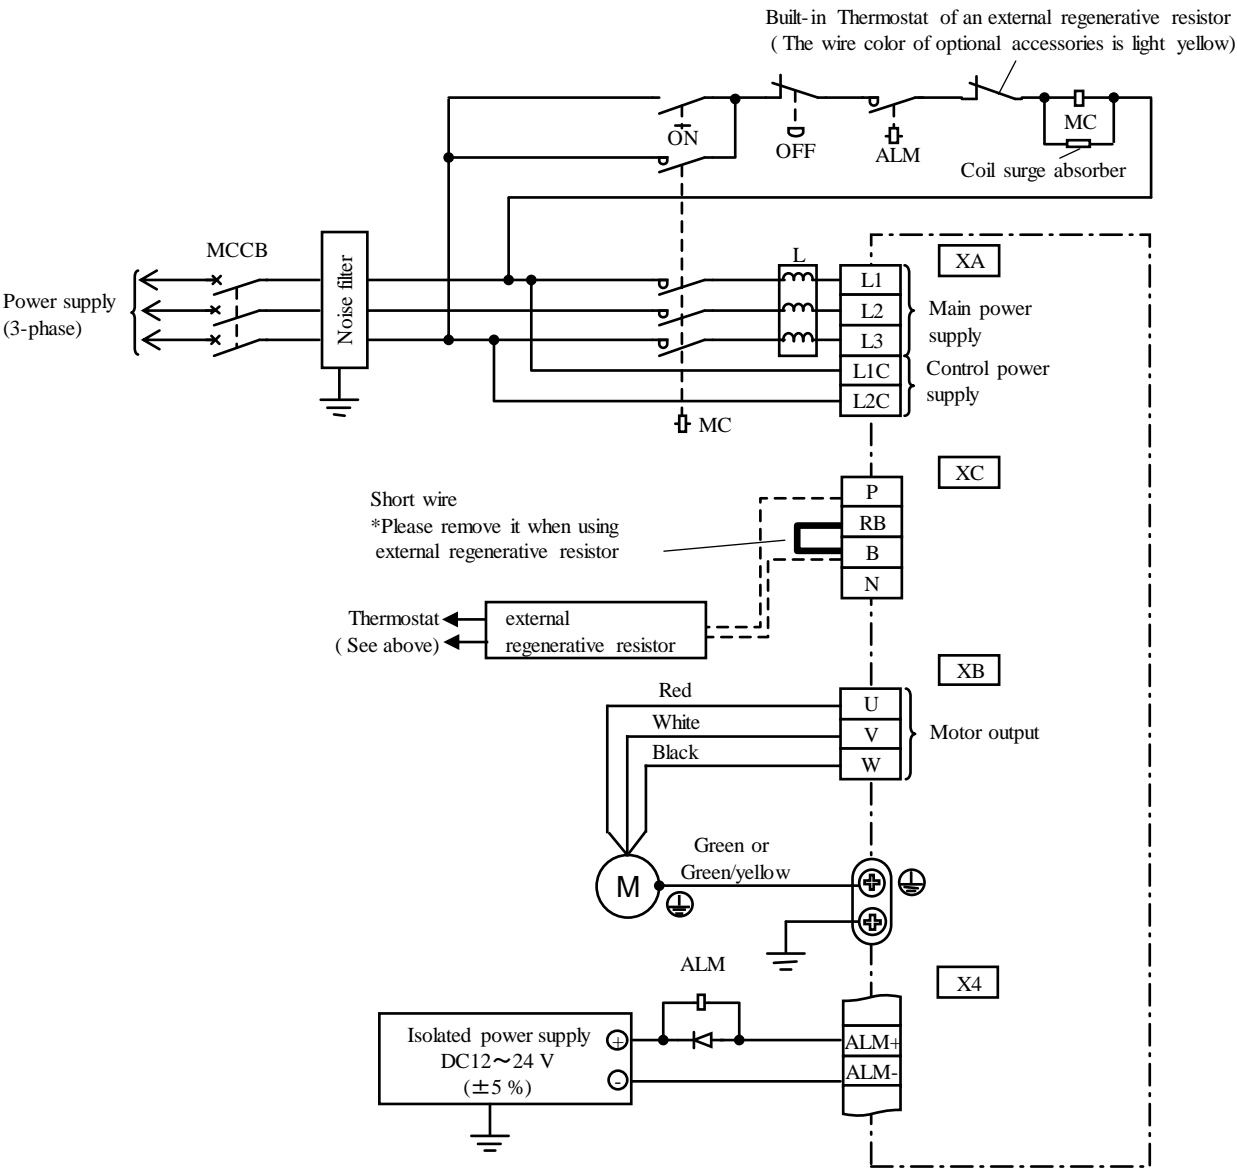 Built-in Thermostat of an external regenerative resistor
( The wire color of optional accessories is light yellow)
ON
OFF
ALM
MC
Coil surge absorber
MCCB
Noise filter
L
XA
Power supply
(3-phase)
L1
L2
L3
L1C
L2C
Main power
supply
Control power
supply
MC
XC
Short wire
*Please remove it when using
external regenerative resistor
P
RB
B
N
Thermostat
( See above)
external
regenerative resistor
XB
Red
White
Black
U
V
W
Motor output
Green or
Green/yellow
M
ALM
X4
Isolated power supply
DC12～24 V
(±5 %)
+
-
ALM+
ALM-